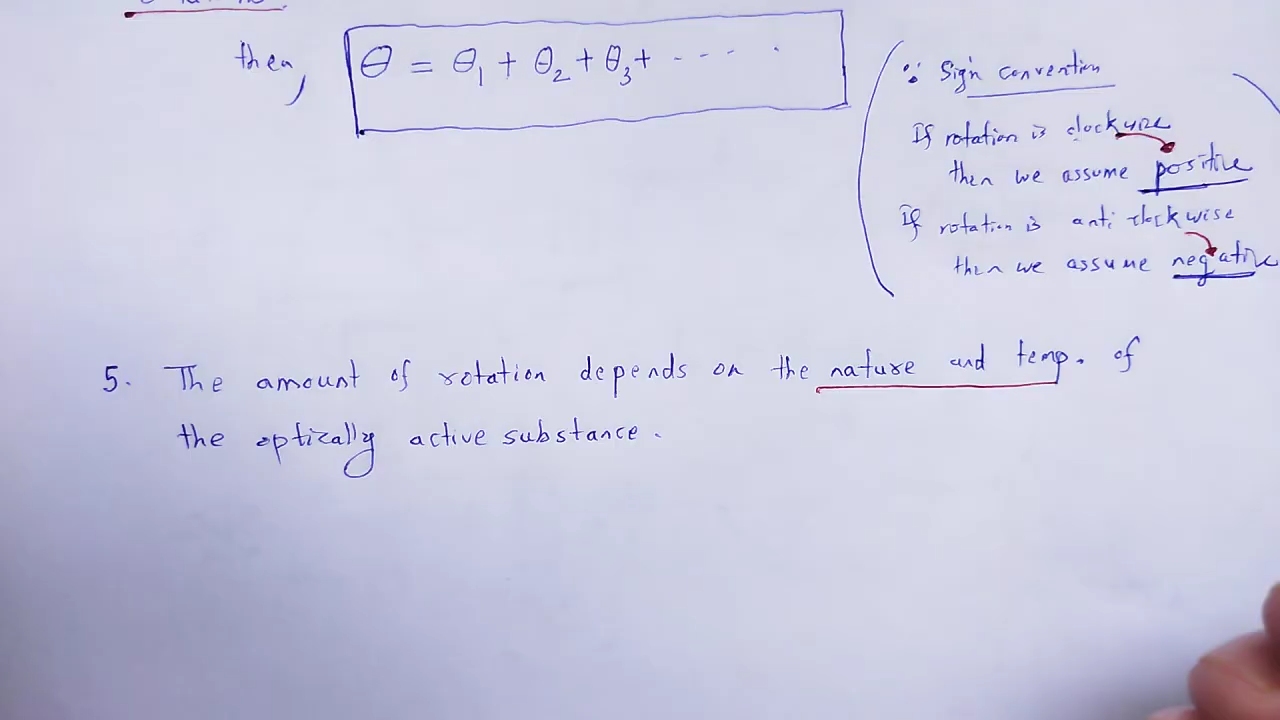 then, θ = θ₁ + θ₂ + θ₃ + - - - - .
∵ Sign convention
If rotation is clockwise
then we assume positive
If rotation is anti clockwise
then we assume negative
5. The amount of rotation depends on the nature and temp. of
the optically active substance.